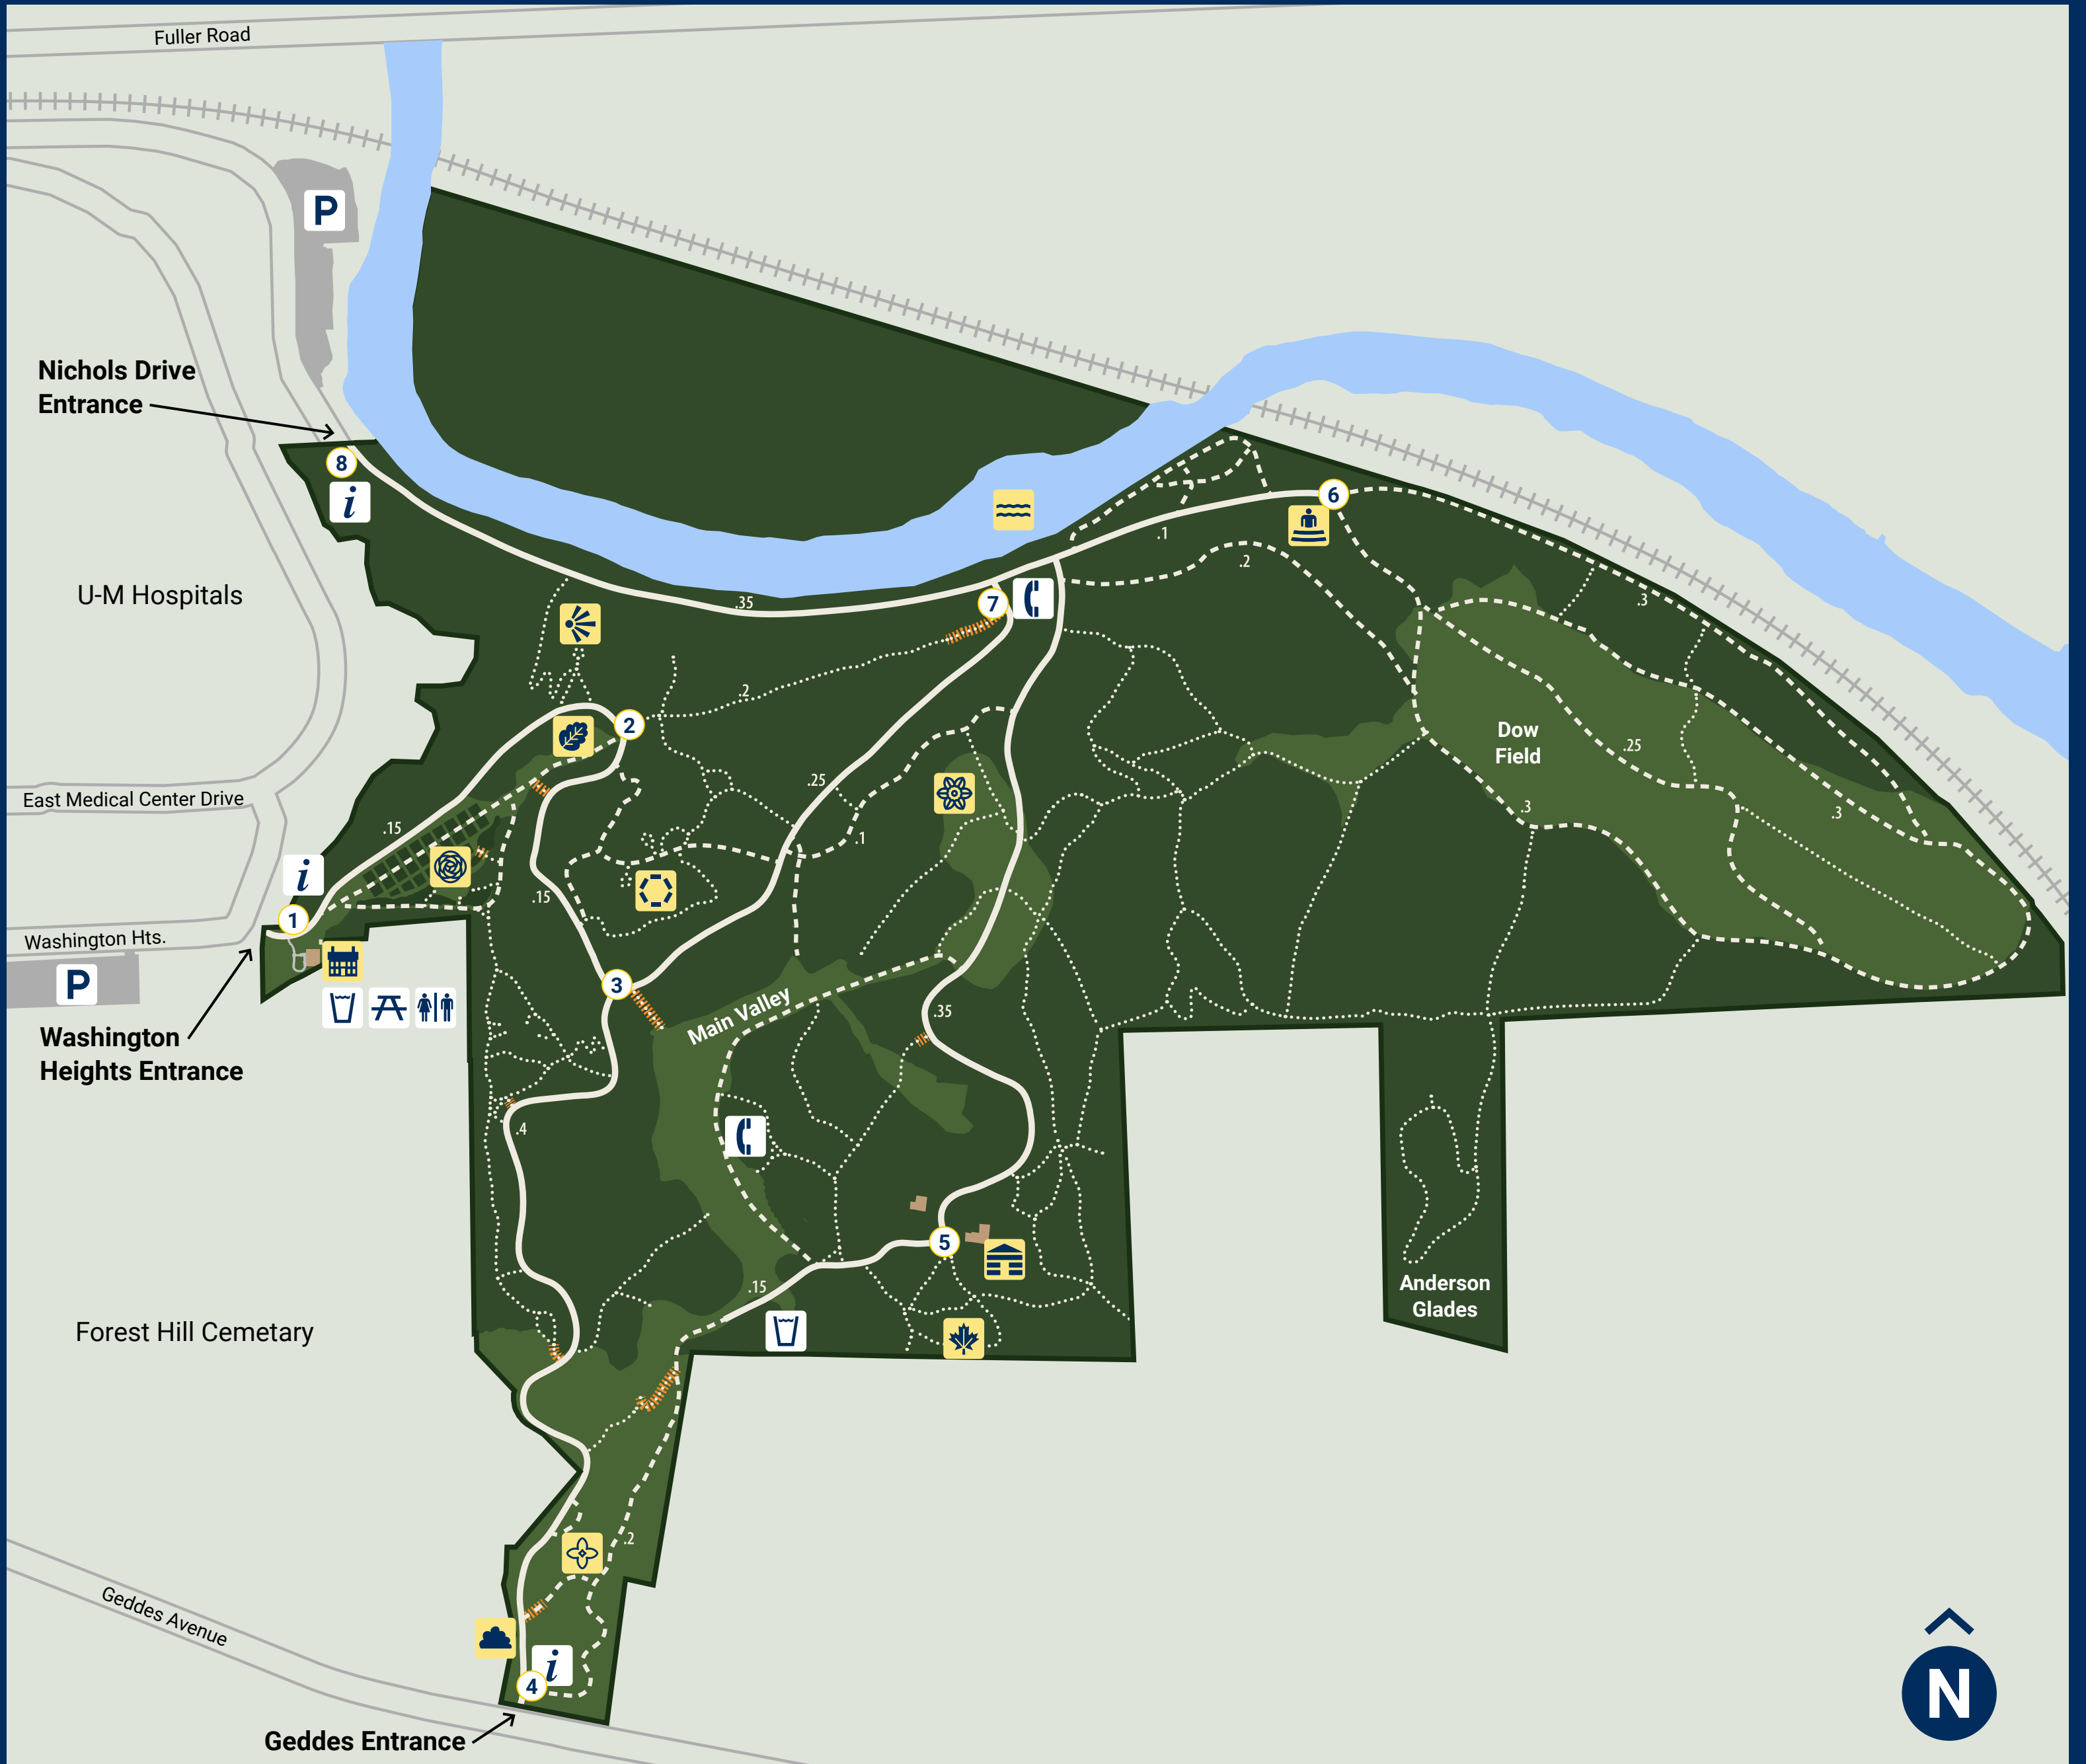 Fuller Road
P
Nichols Drive
Entrance
8
i
6
.1
.2
U-M Hospitals
.35
7
.3
.2
2
Dow
Field
.25
East Medical Center Drive
.25
.15
.3
.3
.1
i
.15
1
Washington Hts.
P
3
Main Valley
.35
Washington
Heights Entrance
.4
5
.15
Anderson
Glades
Forest Hill Cemetary
.2
Geddes Avenue
i
4
N
Geddes Entrance